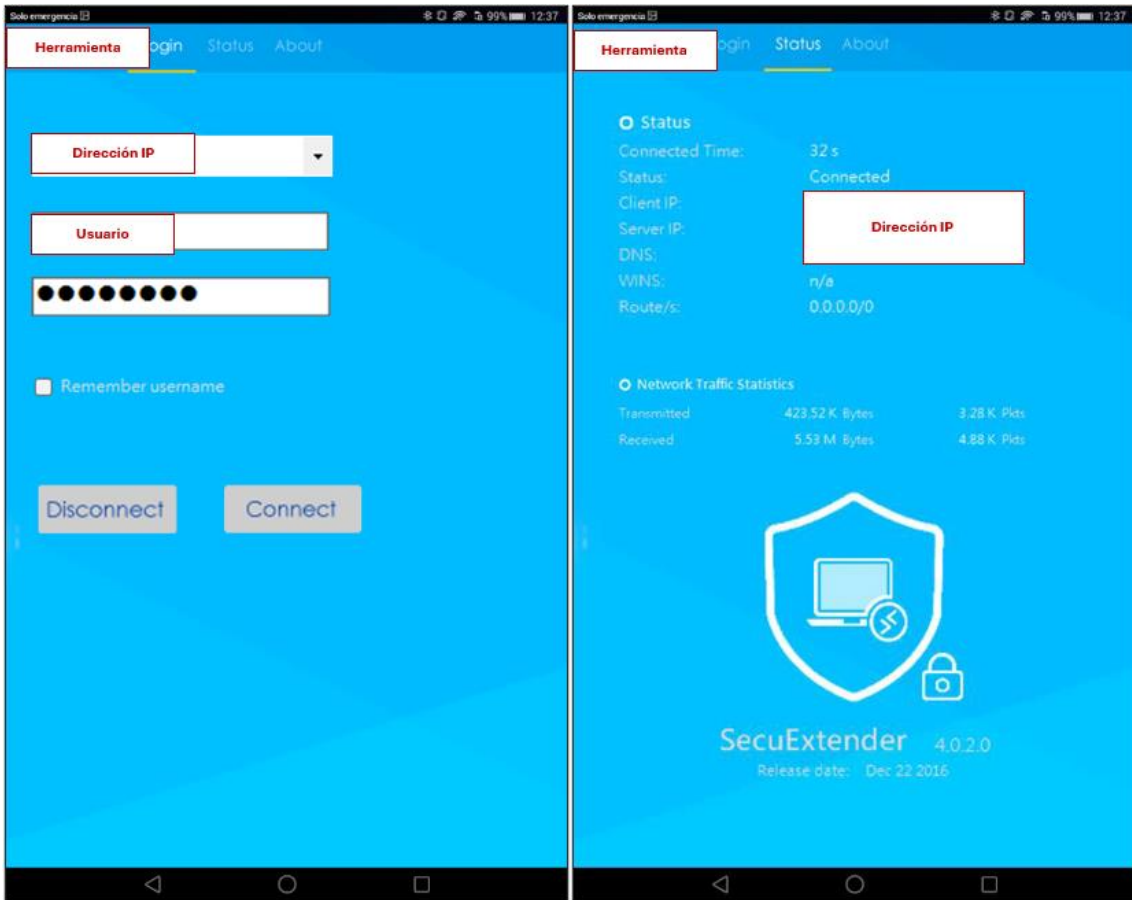 Solo emergencia
99% 12:37
Herramienta ogin Status About
Dirección IP
Usuario
Remember username
Disconnect Connect
Solo emergencia
99% 12:37
Herramienta ogin Status About
Status
Connected Time: 32 s
Status: Connected
Client IP:
Server IP: Dirección IP
DNS:
WINS: n/a
Route/s: 0.0.0.0/0
Network Traffic Statistics
Transmitted 423,52 K Bytes 3.28 K Pkts
Received 5.53 M Bytes 4.88 K Pkts
SecuExtender 4.0.2.0
Release date: Dec 22 2016